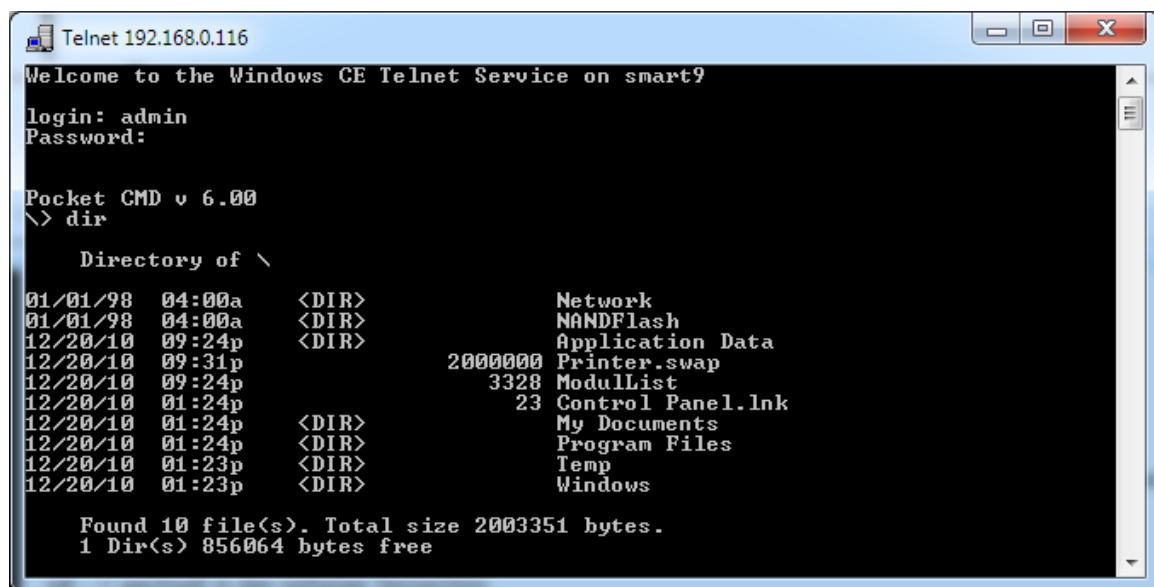 Telnet 192.168.0.116
Welcome to the Windows CE Telnet Service on smart9
login: admin
Password:
Pocket CMD v 6.00
\> dir
Directory of \
01/01/98 04:00a <DIR> Network
01/01/98 04:00a <DIR> NANDFlash
12/20/10 09:24p <DIR> Application Data
12/20/10 09:31p 2000000 Printer.swap
12/20/10 09:24p 3328 ModulList
12/20/10 01:24p 23 Control Panel.lnk
12/20/10 01:24p <DIR> My Documents
12/20/10 01:24p <DIR> Program Files
12/20/10 01:23p <DIR> Temp
12/20/10 01:23p <DIR> Windows
Found 10 file(s). Total size 2003351 bytes.
1 Dir(s) 856064 bytes free